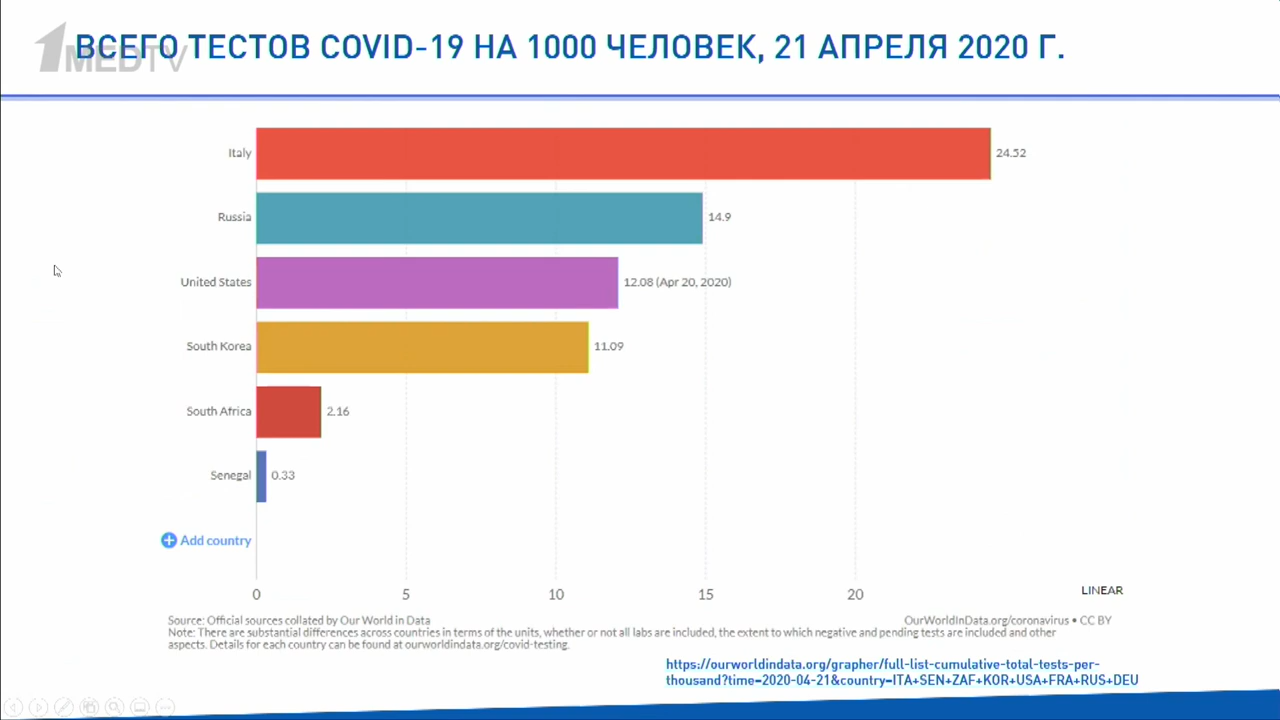 1MEDTV
ВСЕГО ТЕСТОВ COVID-19 НА 1000 ЧЕЛОВЕК, 21 АПРЕЛЯ 2020 Г.
Italy 24.52
Russia 14.9
United States 12.08 (Apr 20, 2020)
South Korea 11.09
South Africa 2.16
Senegal 0.33
Add country
0 5 10 15 20
LINEAR
Source: Official sources collated by Our World in Data
OurWorldInData.org/coronavirus • CC BY
Note: There are substantial differences across countries in terms of the units, whether or not all labs are included, the extent to which negative and pending tests are included and other
aspects. Details for each country can be found at ourworldindata.org/covid-testing.
https://ourworldindata.org/grapher/full-list-cumulative-total-tests-per-
thousand?time=2020-04-21&country=ITA+SEN+ZAF+KOR+USA+FRA+RUS+DEU